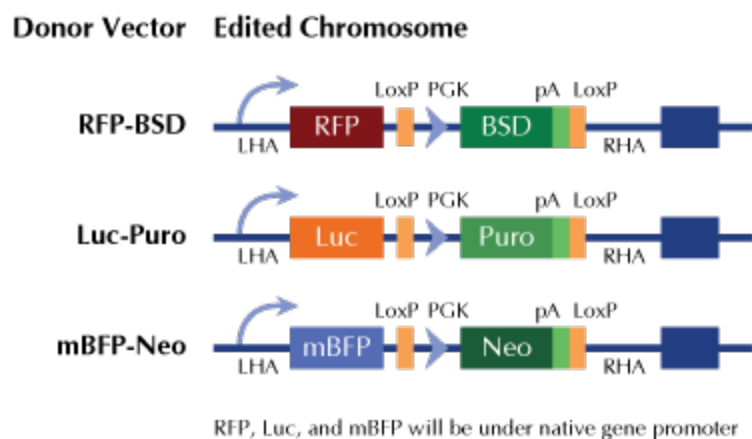 Donor Vector Edited Chromosome
LoxP PGK pA LoxP
RFP-BSD RFP BSD
LHA RHA
LoxP PGK pA LoxP
Luc-Puro Luc Puro
LHA RHA
LoxP PGK pA LoxP
mBFP-Neo mBFP Neo
LHA RHA
RFP, Luc, and mBFP will be under native gene promoter